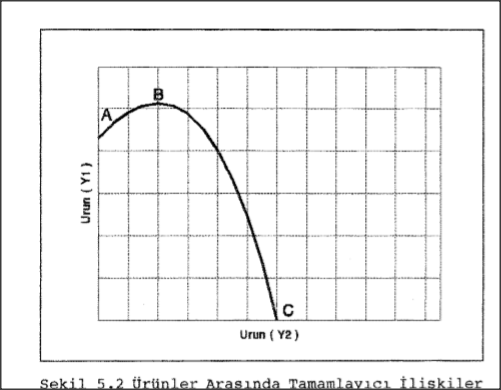 B
A
Urun ( Y1 )
C
Urun ( Y2 )
Şekil 5.2 Ürünler Arasında Tamamlayıcı İlişkiler